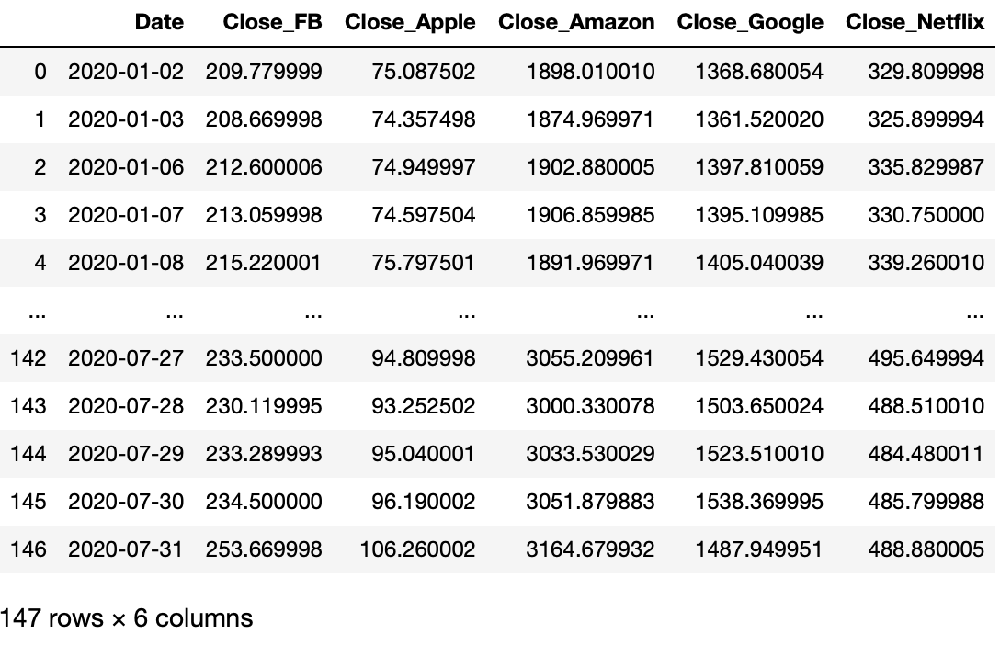 Date Close_FB Close_Apple Close_Amazon Close_Google Close_Netflix
0 2020-01-02 209.779999 75.087502 1898.010010 1368.680054 329.809998
1 2020-01-03 208.669998 74.357498 1874.969971 1361.520020 325.899994
2 2020-01-06 212.600006 74.949997 1902.880005 1397.810059 335.829987
3 2020-01-07 213.059998 74.597504 1906.859985 1395.109985 330.750000
4 2020-01-08 215.220001 75.797501 1891.969971 1405.040039 339.260010
... ... ... ... ... ... ...
142 2020-07-27 233.500000 94.809998 3055.209961 1529.430054 495.649994
143 2020-07-28 230.119995 93.252502 3000.330078 1503.650024 488.510010
144 2020-07-29 233.289993 95.040001 3033.530029 1523.510010 484.480011
145 2020-07-30 234.500000 96.190002 3051.879883 1538.369995 485.799988
146 2020-07-31 253.669998 106.260002 3164.679932 1487.949951 488.880005
147 rows × 6 columns